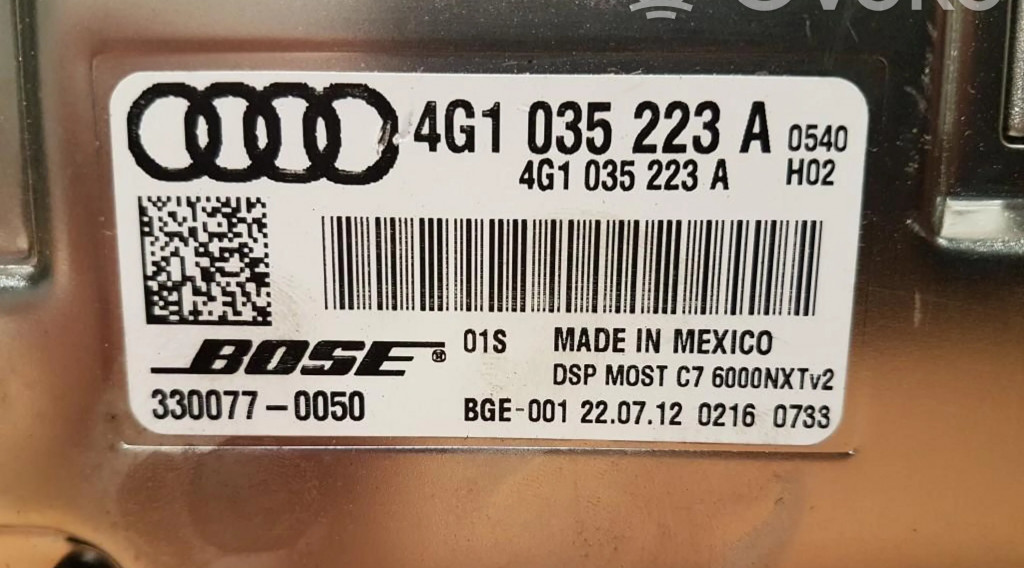 4G1 035 223 A 0540
4G1 035 223 A H02
BOSE® 01S MADE IN MEXICO
DSP MOST C7 6000NXTv2
330077-0050 BGE-001 22.07.12 0216 0733